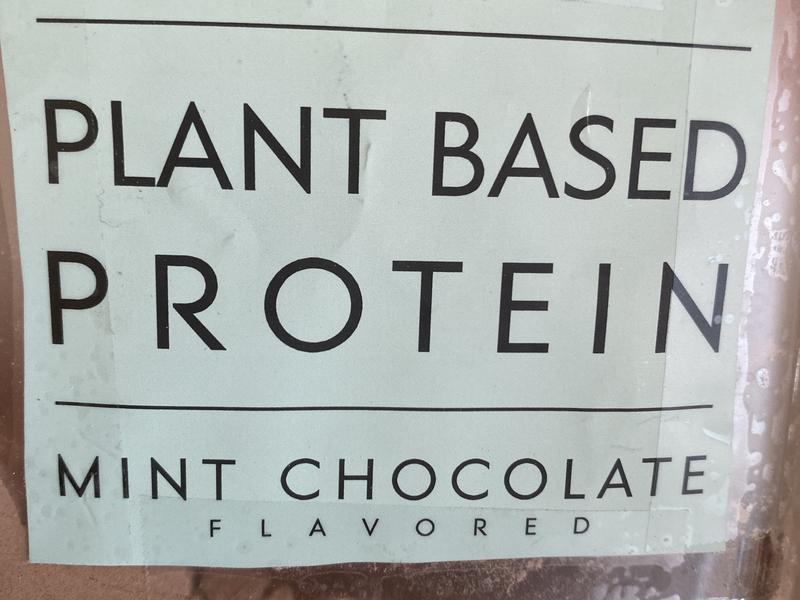 PLANT BASED
PROTEIN
MINT CHOCOLATE
FLAVORED